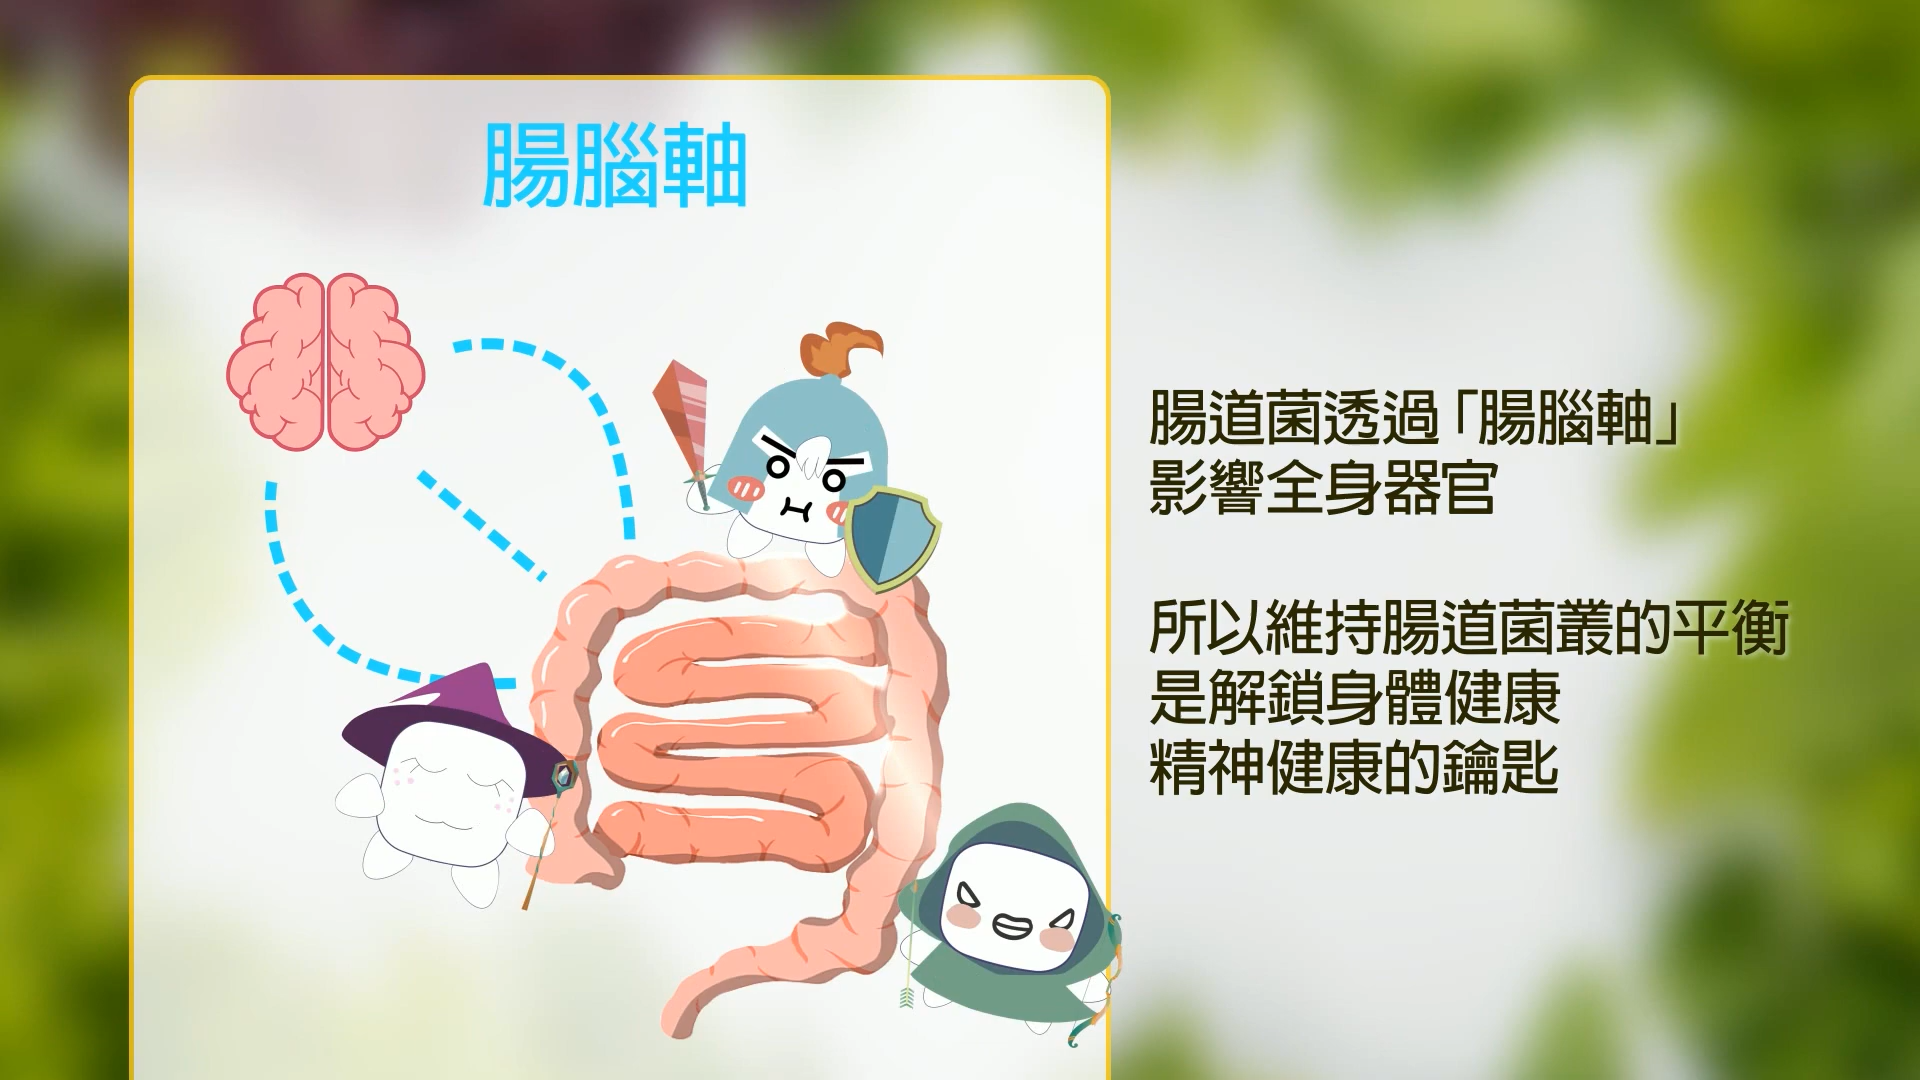 腸腦軸
腸道菌透過「腸腦軸」
影響全身器官
所以維持腸道菌叢的平衡
是解鎖身體健康
精神健康的鑰匙